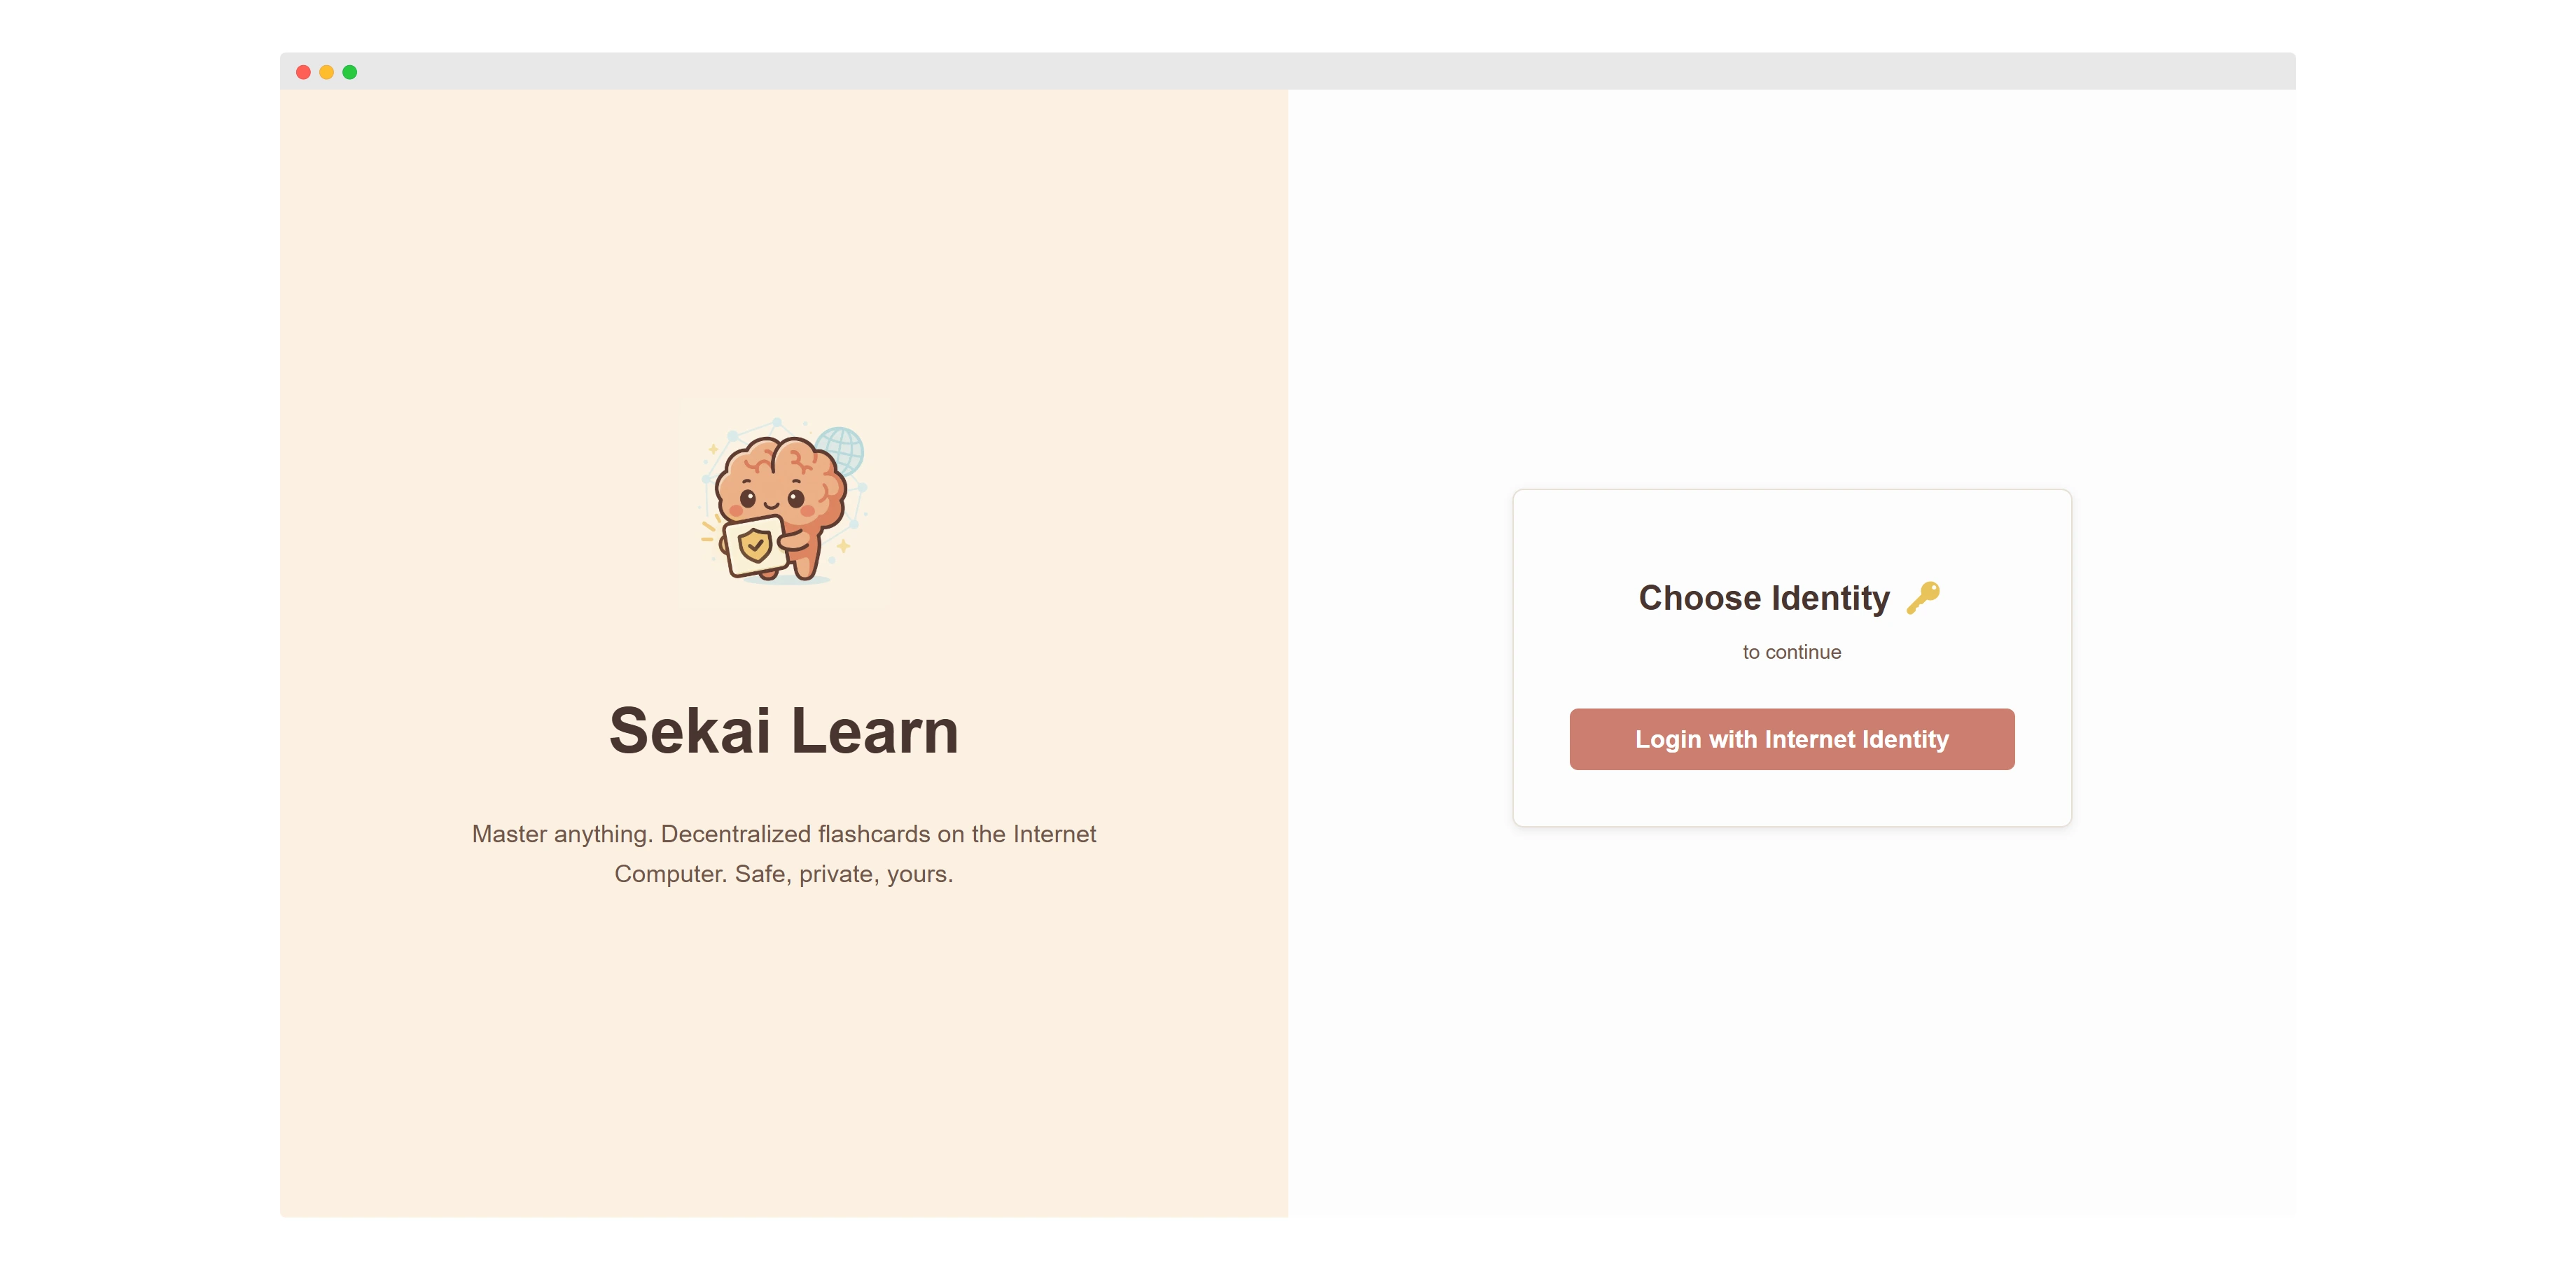 Sekai Learn
Master anything. Decentralized flashcards on the Internet
Computer. Safe, private, yours.
Choose Identity
to continue
Login with Internet Identity